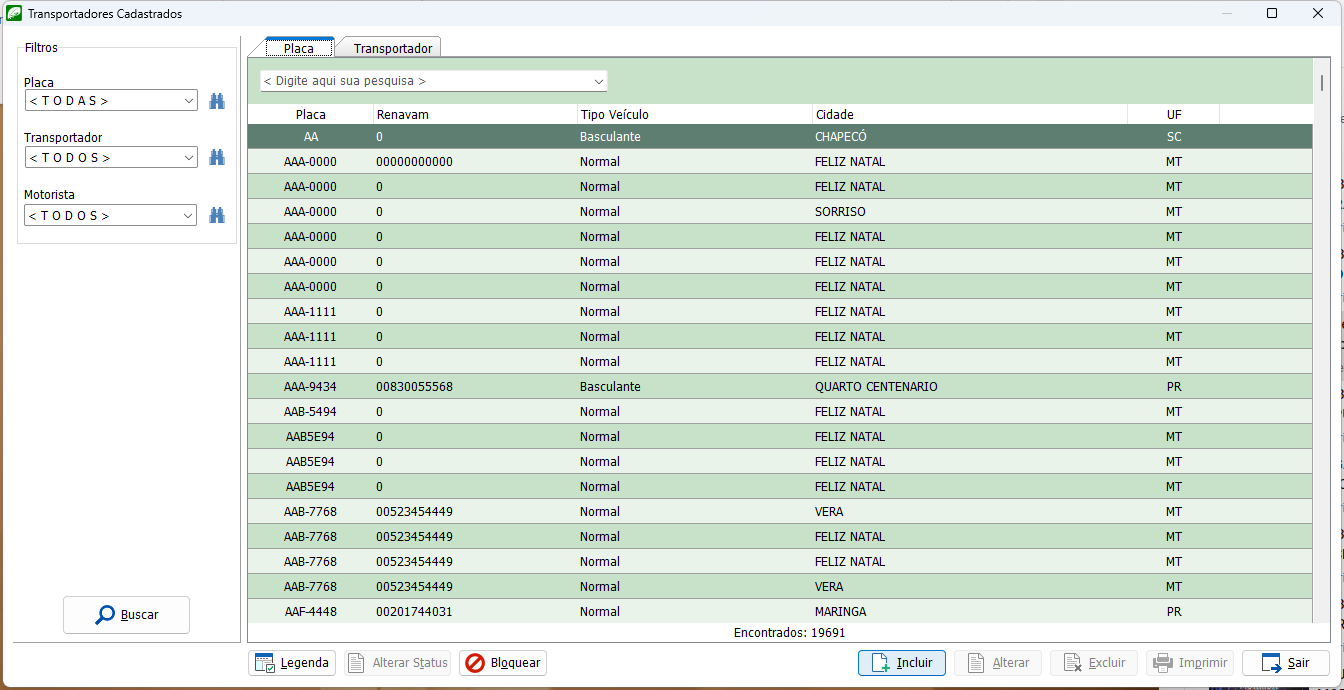 Transportadores Cadastrados
Filtros
Placa
< T O D A S >
Transportador
< T O D O S >
Motorista
< T O D O S >
Buscar
Placa Transportador
< Digite aqui sua pesquisa >
Placa Renavam Tipo Veículo Cidade UF
AA 0 Basculante CHAPECÓ SC
AAA-0000 00000000000 Normal FELIZ NATAL MT
AAA-0000 0 Normal FELIZ NATAL MT
AAA-0000 0 Normal SORRISO MT
AAA-0000 0 Normal FELIZ NATAL MT
AAA-0000 0 Normal FELIZ NATAL MT
AAA-0000 0 Normal FELIZ NATAL MT
AAA-1111 0 Normal FELIZ NATAL MT
AAA-1111 0 Normal FELIZ NATAL MT
AAA-1111 0 Normal FELIZ NATAL MT
AAA-9434 00830055568 Basculante QUARTO CENTENARIO PR
AAB-5494 0 Normal FELIZ NATAL MT
AAB5E94 0 Normal FELIZ NATAL MT
AAB5E94 0 Normal FELIZ NATAL MT
AAB5E94 0 Normal FELIZ NATAL MT
AAB-7768 00523454449 Normal VERA MT
AAB-7768 00523454449 Normal FELIZ NATAL MT
AAB-7768 00523454449 Normal FELIZ NATAL MT
AAB-7768 00523454449 Normal VERA MT
AAF-4448 00201744031 Normal MARINGA PR
Encontrados: 19691
Legenda Alterar Status Bloquear Incluir Alterar Excluir Imprimir Sair